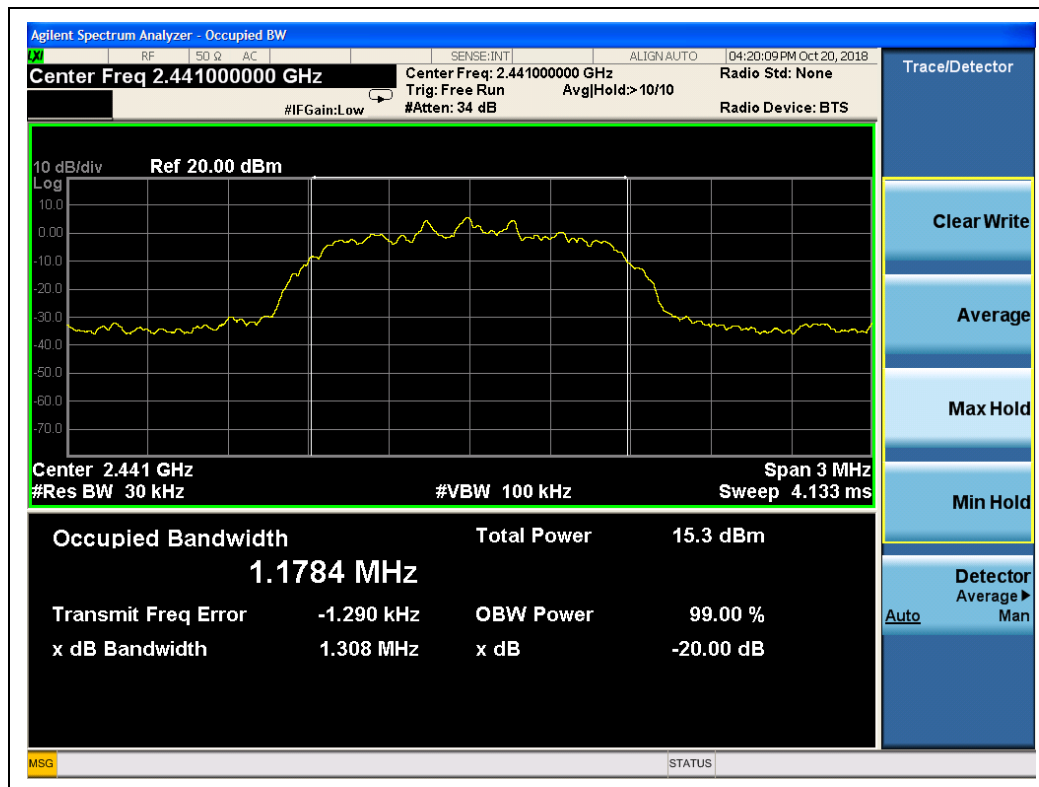 Agilent Spectrum Analyzer - Occupied BW
LXI RF 50 Ω AC SENSE:INT ALIGN AUTO 04:20:09 PM Oct 20, 2018
Center Freq 2.441000000 GHz
#IFGain:Low
Center Freq: 2.441000000 GHz
Trig: Free Run Avg|Hold:> 10/10
#Atten: 34 dB
Radio Std: None
Radio Device: BTS
10 dB/div Ref 20.00 dBm
Log
10.0
0.00
-10.0
-20.0
-30.0
-40.0
-50.0
-60.0
-70.0
Center 2.441 GHz Span 3 MHz
#Res BW 30 kHz #VBW 100 kHz Sweep 4.133 ms
Occupied Bandwidth Total Power 15.3 dBm
1.1784 MHz
Transmit Freq Error -1.290 kHz OBW Power 99.00 %
x dB Bandwidth 1.308 MHz x dB -20.00 dB
Trace/Detector
Clear Write
Average
Max Hold
Min Hold
Detector
Average▶
Auto Man
MSG STATUS